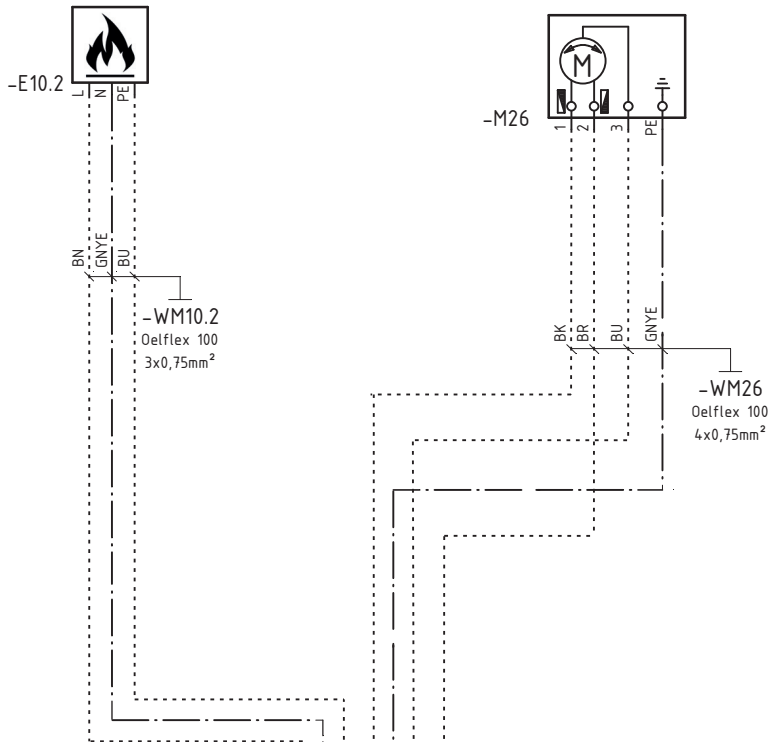 -E10.2
L
N
PE
BN
GNYE
BU
-WM10.2
Oelflex 100
3x0,75mm²
M
-M26
1
2
3
PE
BK
BR
BU
GNYE
-WM26
Oelflex 100
4x0,75mm²